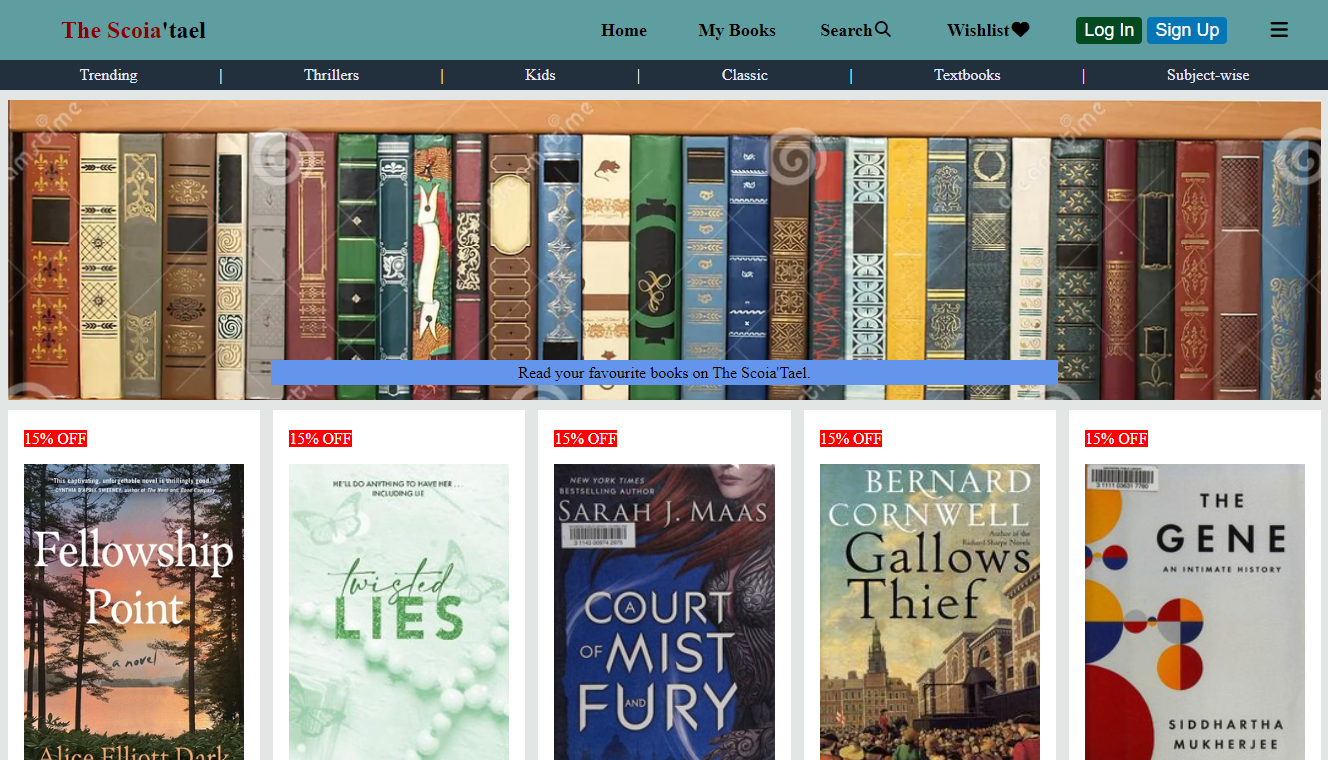 The Scoia'tael
Home
My Books
Search
Wishlist
Log In
Sign Up
Trending | Thrillers | Kids | Classic | Textbooks | Subject-wise
dreamstime
Read your favourite books on The Scoia'Tael.
15% OFF
"This captivating, unforgettable novel is thrillingly good."
CYNTHIA D'APRIX SWEENEY, author of The Nest and Good Company
Fellowship
Point
a novel
Alice Elliott Dark
15% OFF
HE'LL DO ANYTHING TO HAVE HER . . .
INCLUDING LIE
twisted
LIES
15% OFF
NEW YORK TIMES
BESTSELLING AUTHOR
SARAH J. MAAS
A COURT
OF MIST
AND
FURY
15% OFF
BERNARD
CORNWELL
Author of the
Richard Sharpe Novels
Gallows
Thief
15% OFF
THE
GENE
AN INTIMATE HISTORY
SIDDHARTHA
MUKHERJEE